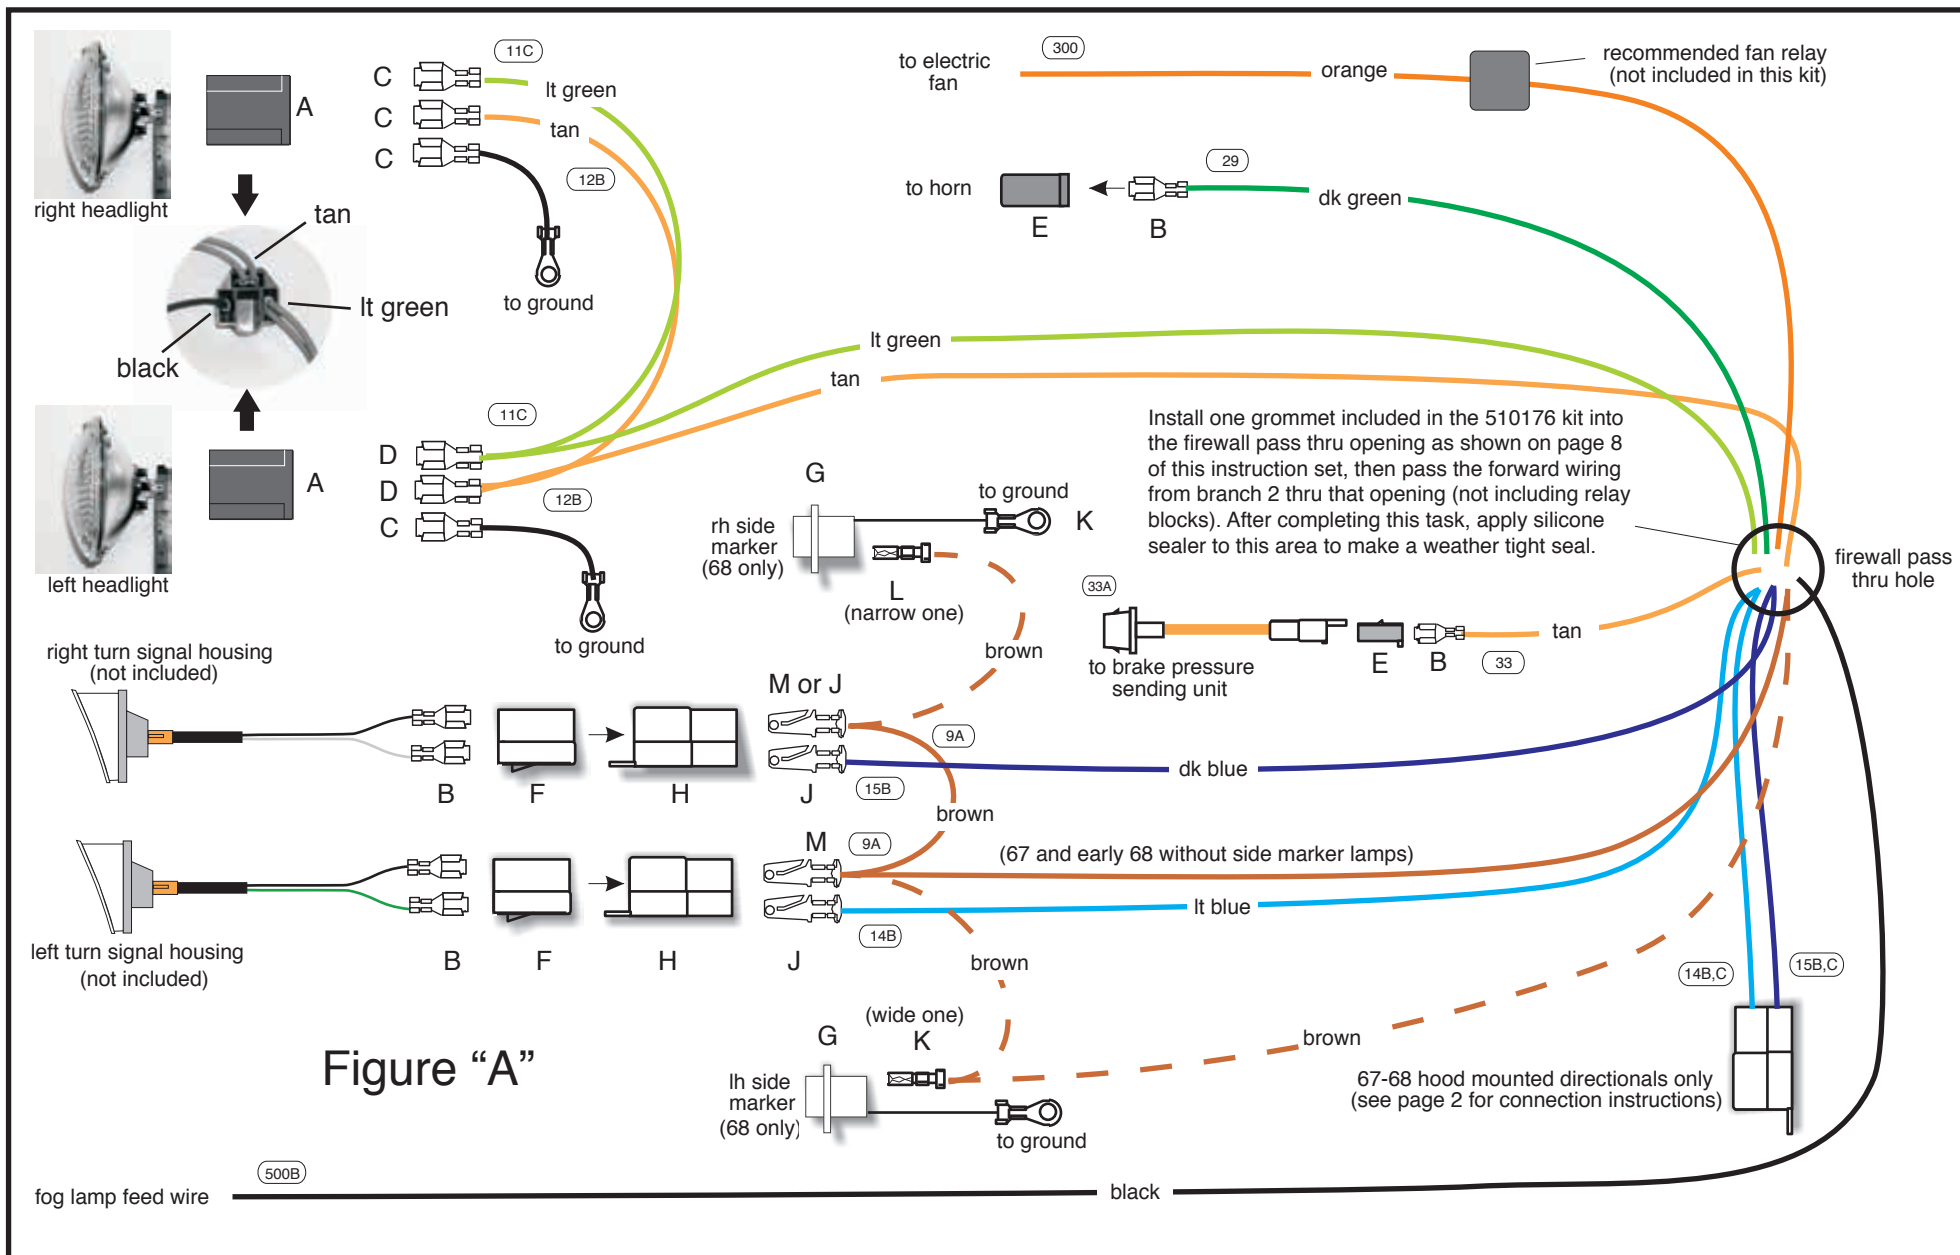 right headlight
A
C
11C
lt green
C
tan
C
12B
to ground
tan
lt green
black
to electric
fan
300
orange
recommended fan relay
(not included in this kit)
to horn
E
B
29
dk green
lt green
tan
left headlight
A
11C
D
D
C
12B
to ground
Install one grommet included in the 510176 kit into
the firewall pass thru opening as shown on page 8
of this instruction set, then pass the forward wiring
from branch 2 thru that opening (not including relay
blocks). After completing this task, apply silicone
sealer to this area to make a weather tight seal.
firewall pass
thru hole
G
rh side
marker
(68 only)
to ground
K
L
(narrow one)
brown
33A
to brake pressure
sending unit
E
B
33
tan
right turn signal housing
(not included)
B
F
H
M or J
J
9A
15B
dk blue
brown
left turn signal housing
(not included)
B
F
H
M
J
9A
14B
(67 and early 68 without side marker lamps)
lt blue
brown
(wide one)
K
G
lh side
marker
(68 only)
to ground
brown
14B,C
15B,C
67-68 hood mounted directionals only
(see page 2 for connection instructions)
Figure “A”
fog lamp feed wire
500B
black